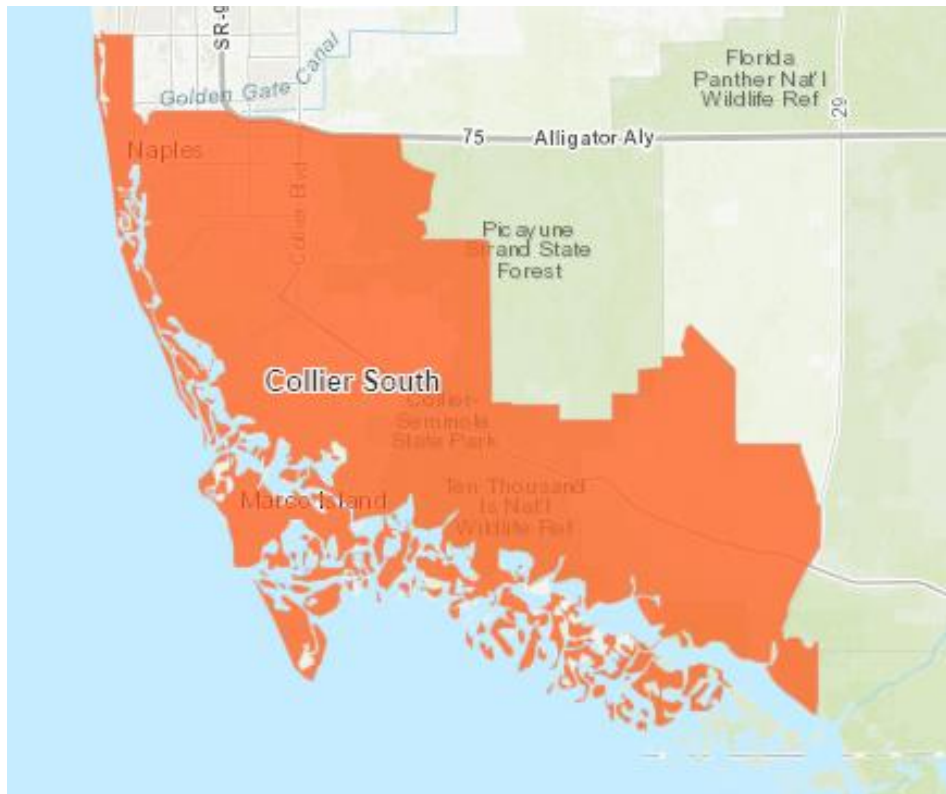 SR-9
Golden Gate Canal
Florida
Panther Nat'l
Wildlife Ref
29
75
Alligator Aly
Naples
Collier Blvd
Picayune
Strand State
Forest
Collier South
Collier-
Seminole
State Park
Marco Island
Ten Thousand
Is Nat'l
Wildlife Ref